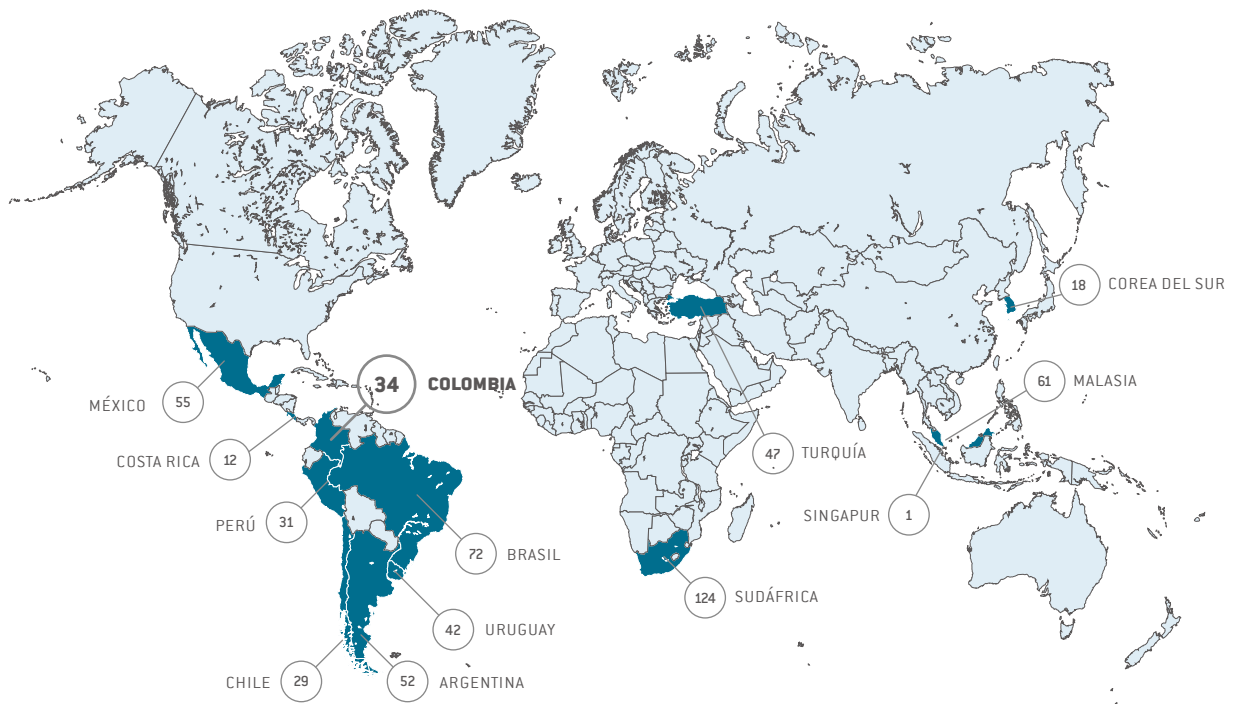 18 COREA DEL SUR
34 COLOMBIA
61 MALASIA
MÉXICO 55
47 TURQUÍA
COSTA RICA 12
SINGAPUR 1
PERÚ 31
72 BRASIL
124 SUDÁFRICA
42 URUGUAY
CHILE 29
52 ARGENTINA